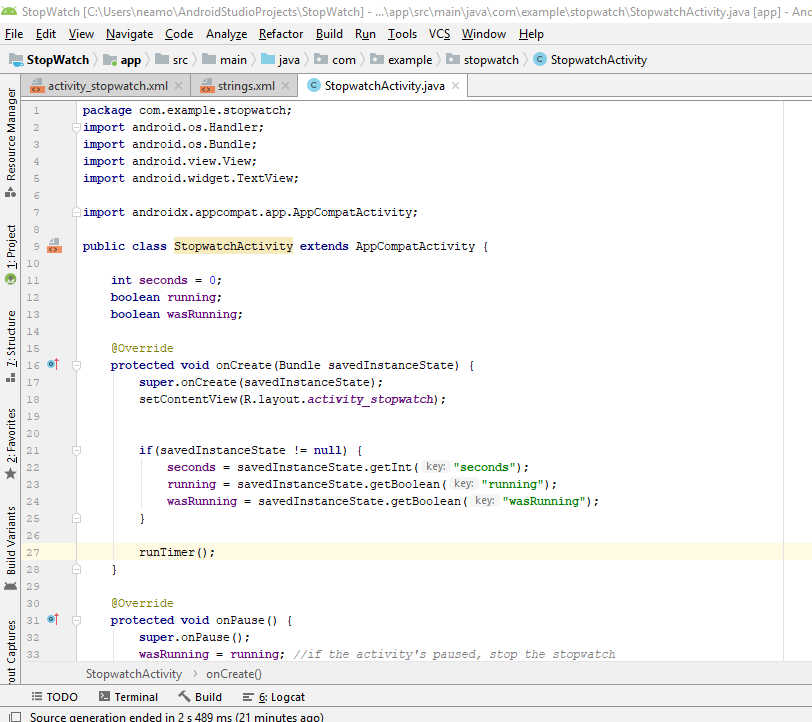 StopWatch [C:\Users\neamo\AndroidStudioProjects\StopWatch] - ...\app\src\main\java\com\example\stopwatch\StopwatchActivity.java [app] - And
File Edit View Navigate Code Analyze Refactor Build Run Tools VCS Window Help
StopWatch app src main java com example stopwatch StopwatchActivity
activity_stopwatch.xml strings.xml StopwatchActivity.java
Resource Manager
1: Project
7: Structure
2: Favorites
Build Variants
out Captures
1 package com.example.stopwatch;
2 import android.os.Handler;
3 import android.os.Bundle;
4 import android.view.View;
5 import android.widget.TextView;
6
7 import androidx.appcompat.app.AppCompatActivity;
8
9 public class StopwatchActivity extends AppCompatActivity {
10
11 int seconds = 0;
12 boolean running;
13 boolean wasRunning;
14
15 @Override
16 protected void onCreate(Bundle savedInstanceState) {
17 super.onCreate(savedInstanceState);
18 setContentView(R.layout.activity_stopwatch);
19
20
21 if(savedInstanceState != null) {
22 seconds = savedInstanceState.getInt( key: "seconds");
23 running = savedInstanceState.getBoolean( key: "running");
24 wasRunning = savedInstanceState.getBoolean( key: "wasRunning");
25 }
26
27 runTimer();
28 }
29
30 @Override
31 protected void onPause() {
32 super.onPause();
33 wasRunning = running; //if the activity's paused, stop the stopwatch
StopwatchActivity onCreate()
TODO Terminal Build 6: Logcat
Source generation ended in 2 s 489 ms (21 minutes ago)